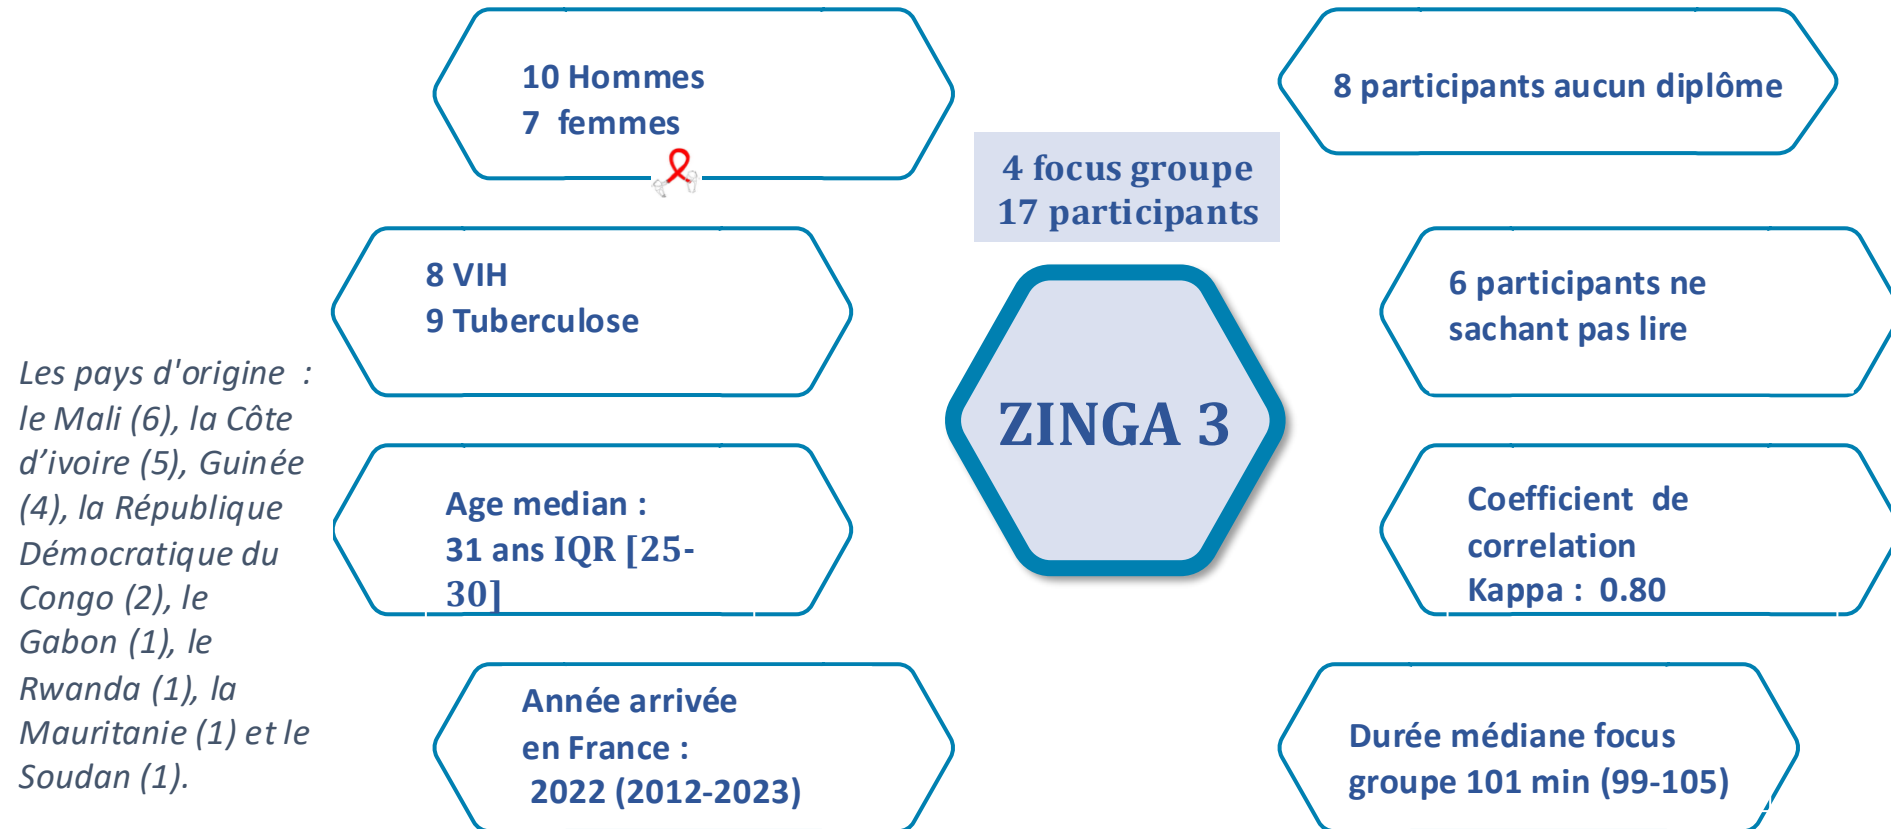 Les pays d'origine :
le Mali (6), la Côte
d’ivoire (5), Guinée
(4), la République
Démocratique du
Congo (2), le
Gabon (1), le
Rwanda (1), la
Mauritanie (1) et le
Soudan (1).
10 Hommes
7 femmes
8 VIH
9 Tuberculose
Age median :
31 ans IQR [25-
30]
Année arrivée
en France :
2022 (2012-2023)
4 focus groupe
17 participants
ZINGA 3
8 participants aucun diplôme
6 participants ne
sachant pas lire
Coefficient de
correlation
Kappa : 0.80
Durée médiane focus
groupe 101 min (99-105)